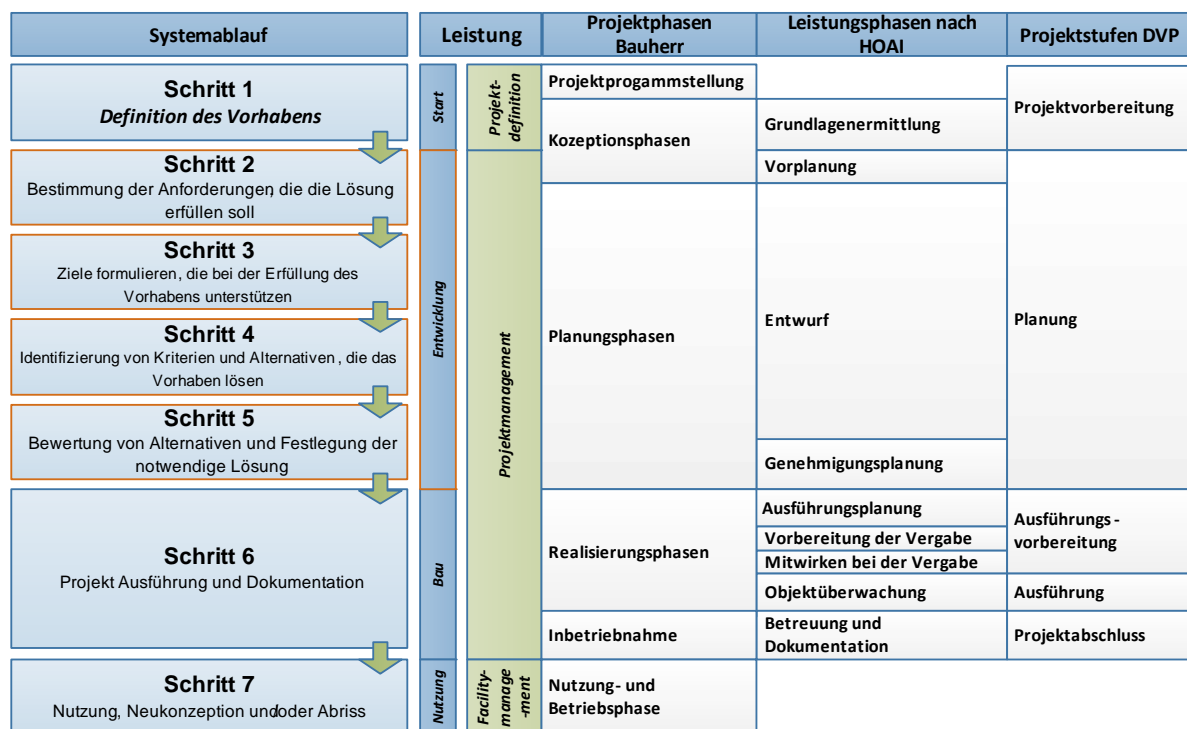 Systemablauf
Leistung
Projektphasen
Bauherr
Leistungsphasen nach
HOAI
Projektstufen DVP
Schritt 1
Definition des Vorhabens
Schritt 2
Bestimmung der Anforderungen, die die Lösung
erfüllen soll
Schritt 3
Ziele formulieren, die bei der Erfüllung des
Vorhabens unterstützen
Schritt 4
Identifizierung von Kriterien und Alternativen, die das
Vorhaben lösen
Schritt 5
Bewertung von Alternativen und Festlegung der
notwendige Lösung
Schritt 6
Projekt Ausführung und Dokumentation
Schritt 7
Nutzung, Neukonzeption und/oder Abriss
Start
Entwicklung
Bau
Nutzung
Projekt-
definition
Projektmanagement
Facility-
manage
-ment
Projektprogammstellung
Kozeptionsphasen
Planungsphasen
Realisierungsphasen
Inbetriebnahme
Nutzung- und
Betriebsphase
Grundlagenermittlung
Vorplanung
Entwurf
Genehmigungsplanung
Ausführungsplanung
Vorbereitung der Vergabe
Mitwirken bei der Vergabe
Objektüberwachung
Betreuung und
Dokumentation
Projektvorbereitung
Planung
Ausführungs-
vorbereitung
Ausführung
Projektabschluss